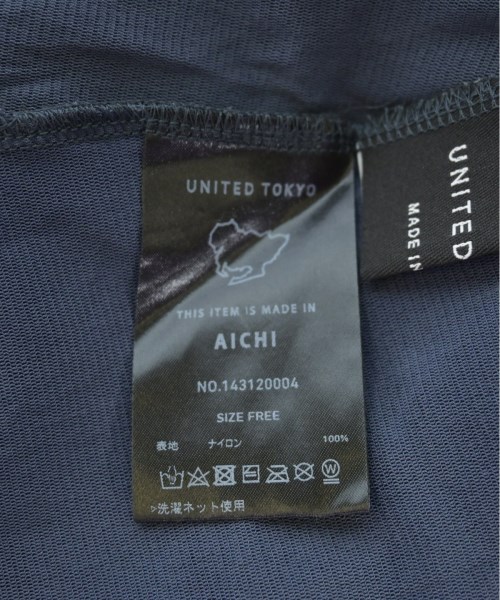 UNITED TOKYO
THIS ITEM IS MADE IN
AICHI
NO.143120004
SIZE FREE
表地 ナイロン 100%
W
▷洗濯ネット使用
UNITED
MADE IN